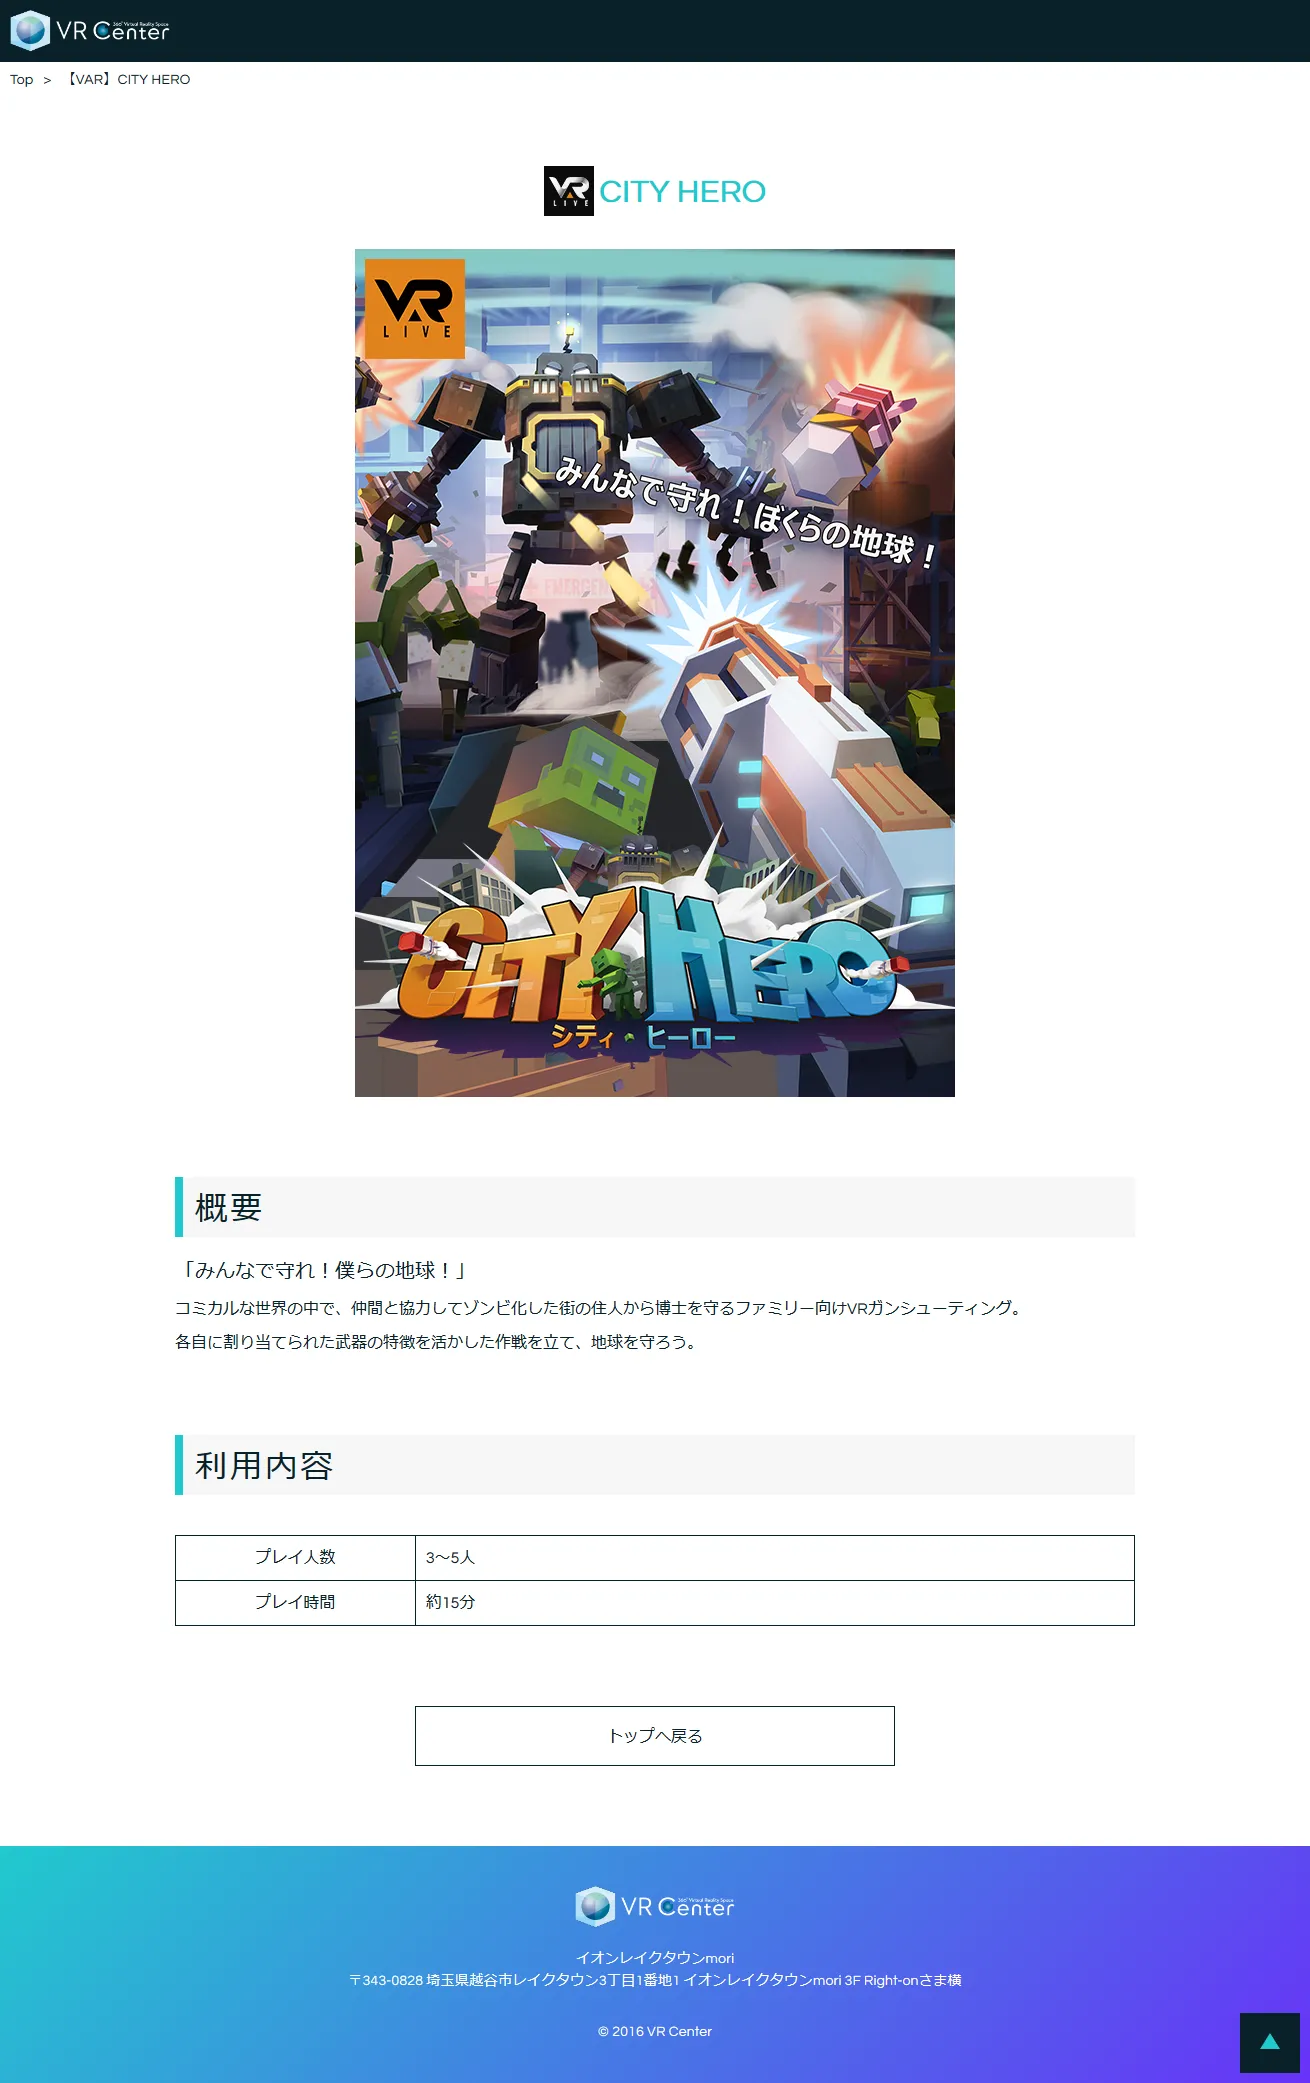 360° Virtual Reality Space
VR Center
Top > 【VAR】CITY HERO
VAR
LIVE
CITY HERO
VAR
LIVE
みんなで守れ！ぼくらの地球！
CITY HERO
シティ・ヒーロー
概要
「みんなで守れ！僕らの地球！」
コミカルな世界の中で、仲間と協力してゾンビ化した街の住人から博士を守るファミリー向けVRガンシューティング。
各自に割り当てられた武器の特徴を活かした作戦を立て、地球を守ろう。
利用内容
プレイ人数 3〜5人
プレイ時間 約15分
トップへ戻る
360° Virtual Reality Space
VR Center
イオンレイクタウンmori
〒343-0828 埼玉県越谷市レイクタウン3丁目1番地1 イオンレイクタウンmori 3F Right-onさま横
© 2016 VR Center